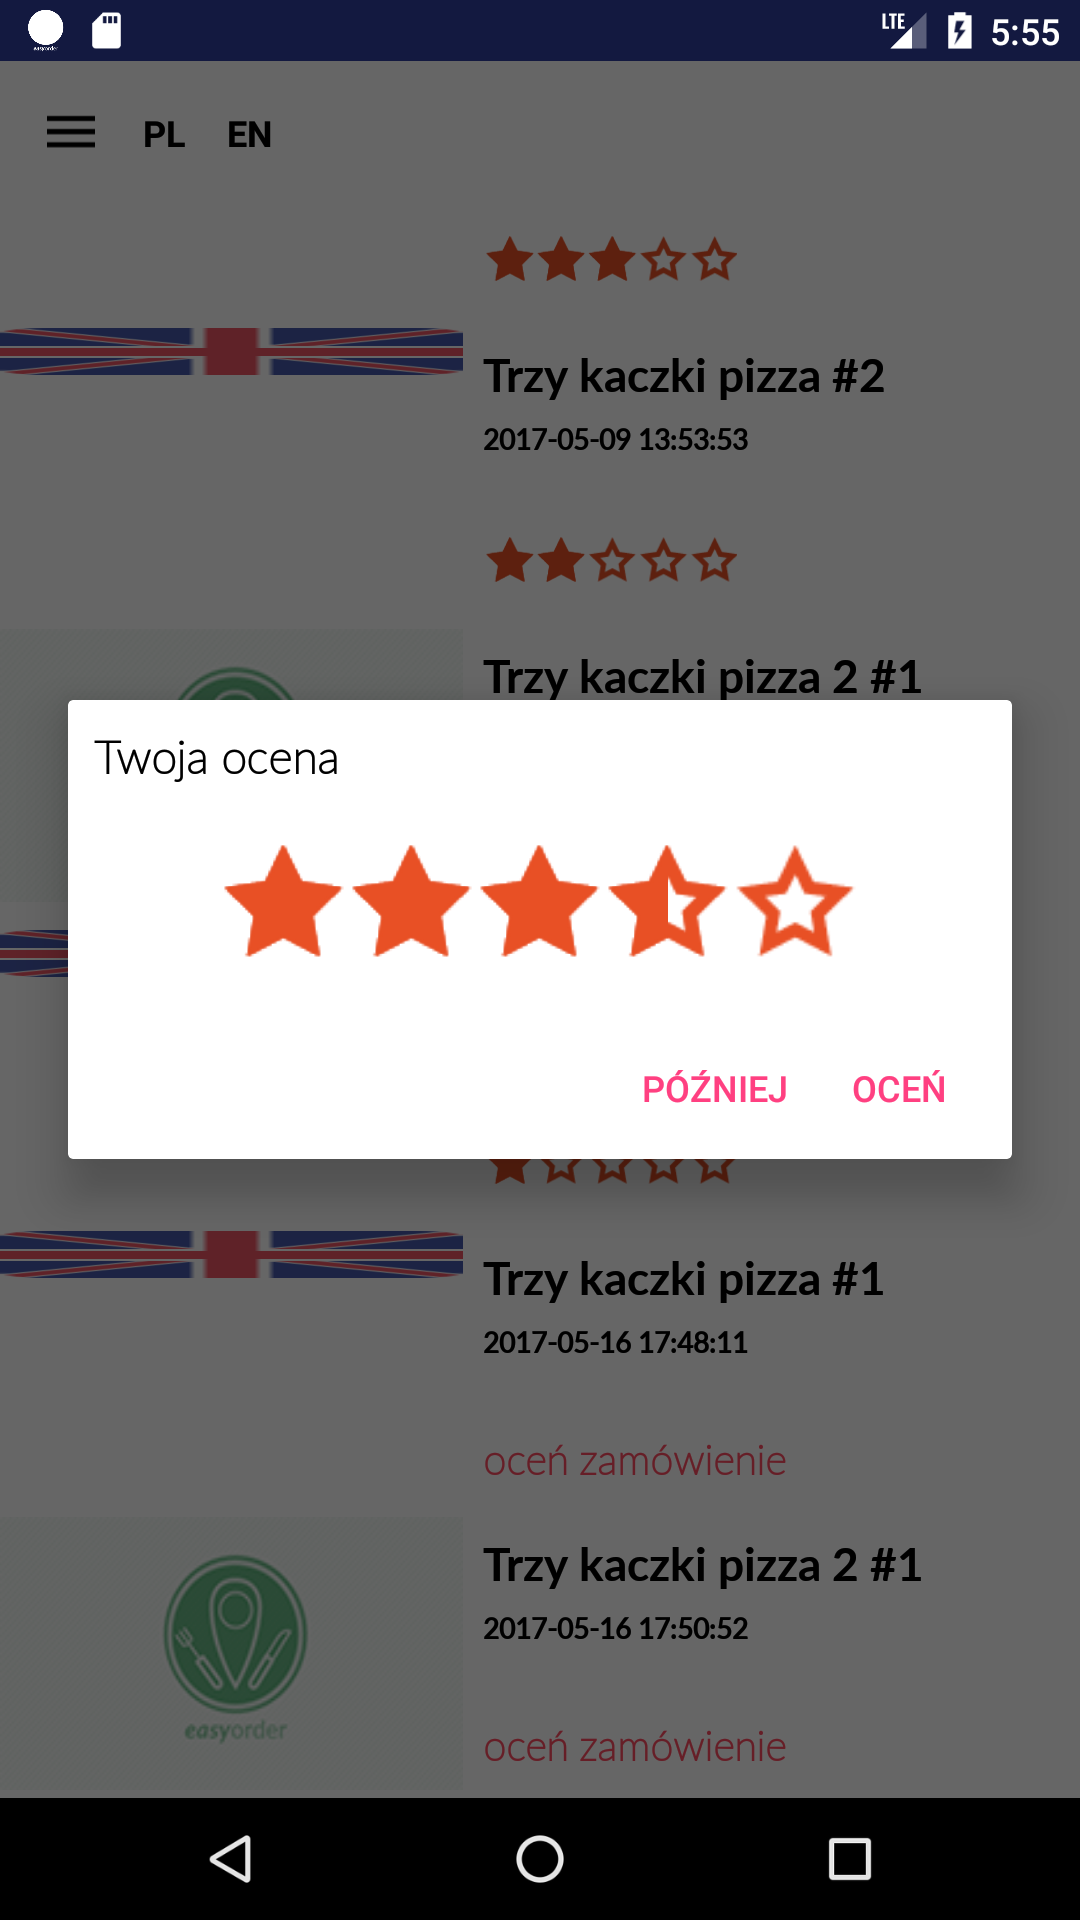 easyorder
LTE
5:55
PL EN
Trzy kaczki pizza #2
2017-05-09 13:53:53
Trzy kaczki pizza 2 #1
Twoja ocena
PÓŹNIEJ OCEŃ
Trzy kaczki pizza #1
2017-05-16 17:48:11
oceń zamówienie
easyorder
Trzy kaczki pizza 2 #1
2017-05-16 17:50:52
oceń zamówienie